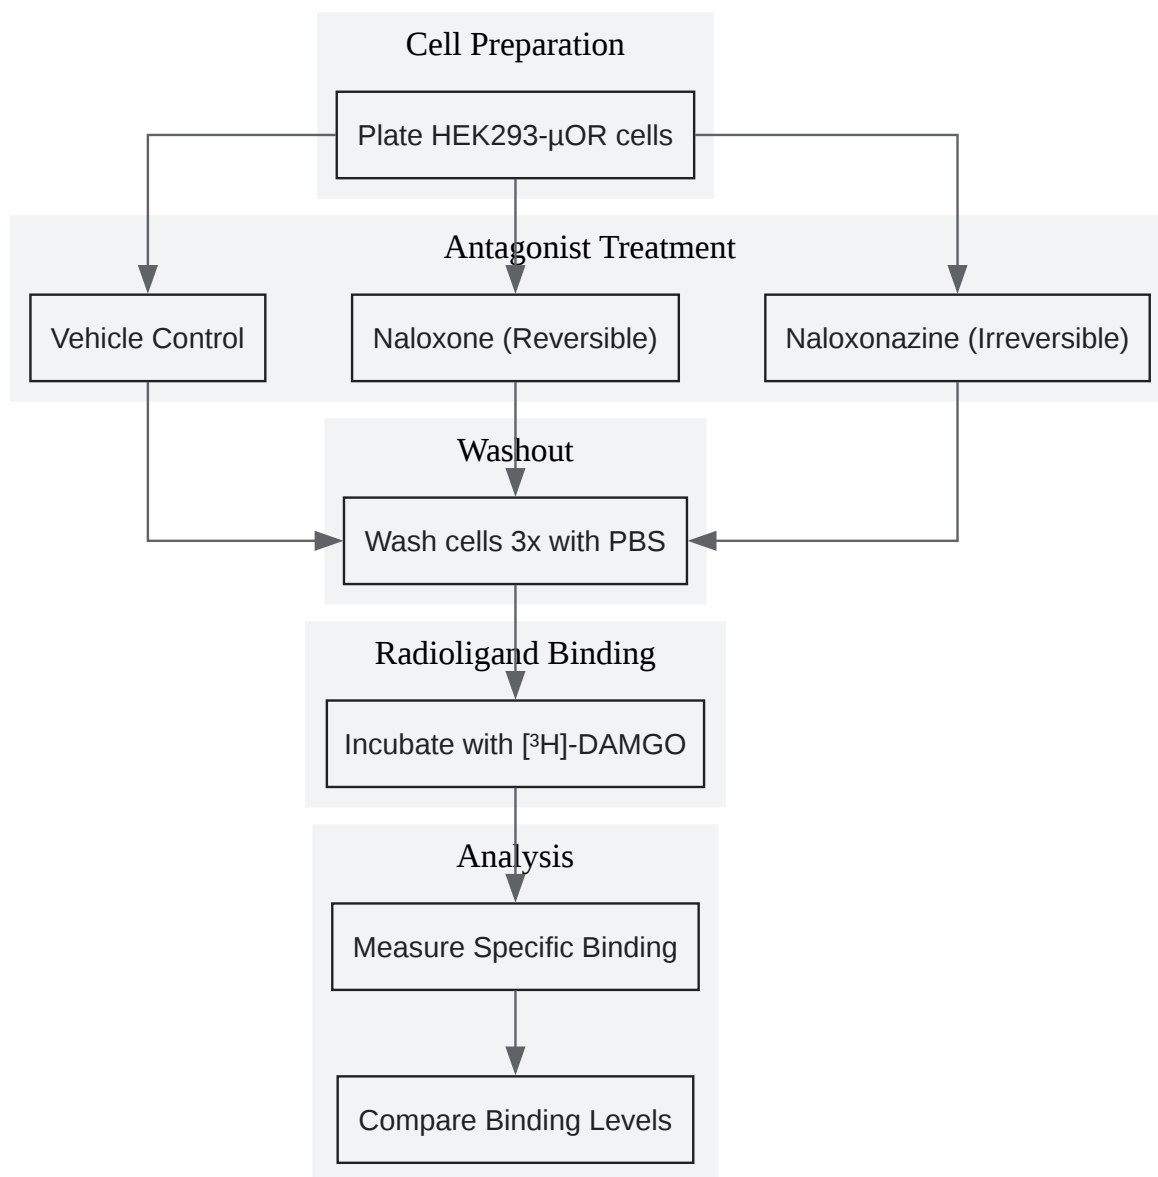 Cell Preparation
Plate HEK293-µOR cells
Antagonist Treatment
Vehicle Control
Naloxone (Reversible)
Naloxonazine (Irreversible)
Washout
Wash cells 3x with PBS
Radioligand Binding
Incubate with [³H]-DAMGO
Analysis
Measure Specific Binding
Compare Binding Levels